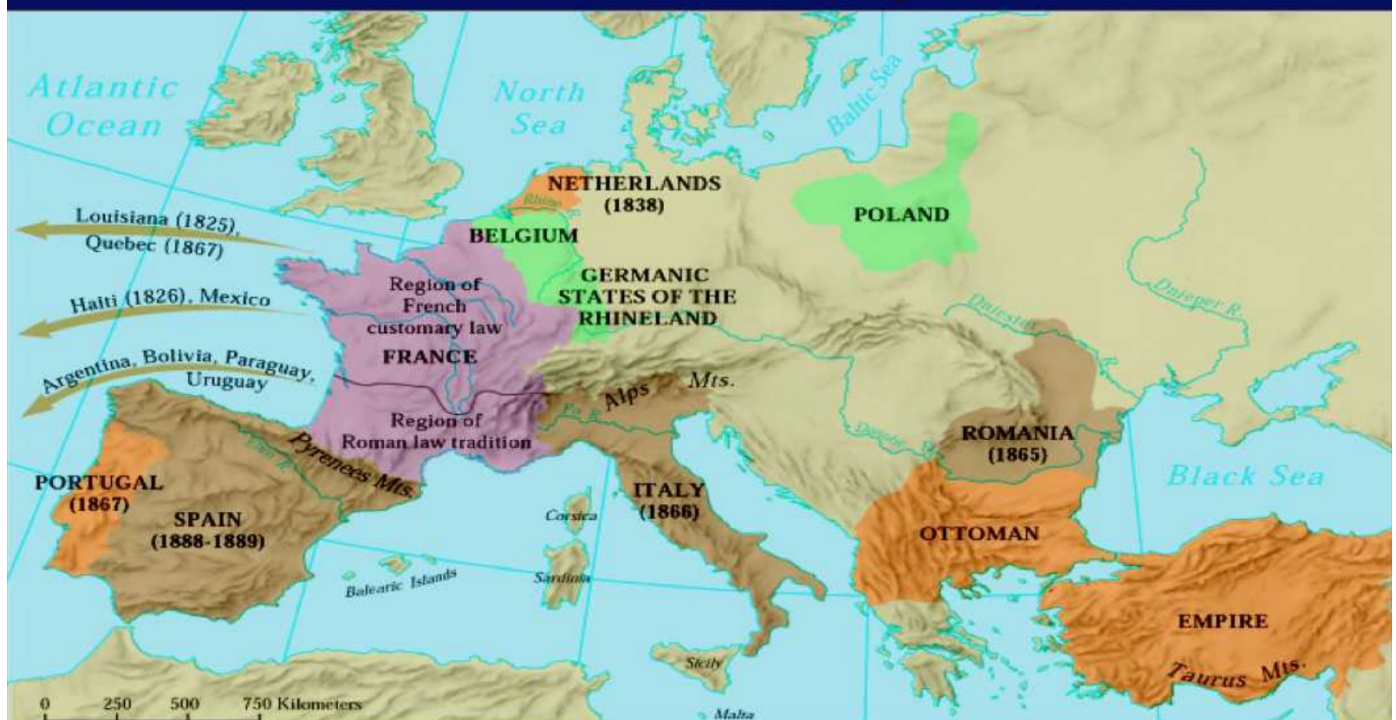 Atlantic
Ocean
North
Sea
Baltic Sea
NETHERLANDS
(1838)
Rhine
Louisiana (1825),
Quebec (1867)
BELGIUM
POLAND
Region of
French
customary law
GERMANIC
STATES OF THE
RHINELAND
Haiti (1826), Mexico
FRANCE
Dniester R.
Dnieper R.
Argentina, Bolivia, Paraguay,
Uruguay
Alps Mts.
Po R.
Region of
Roman law tradition
Danube
ROMANIA
(1865)
Pyrenees Mts.
Black Sea
PORTUGAL
(1867)
SPAIN
(1888-1889)
ITALY
(1866)
Corsica
OTTOMAN
Balearic Islands
Sardinia
EMPIRE
Sicily
Taurus Mts.
0 250 500 750 Kilometers
Malta